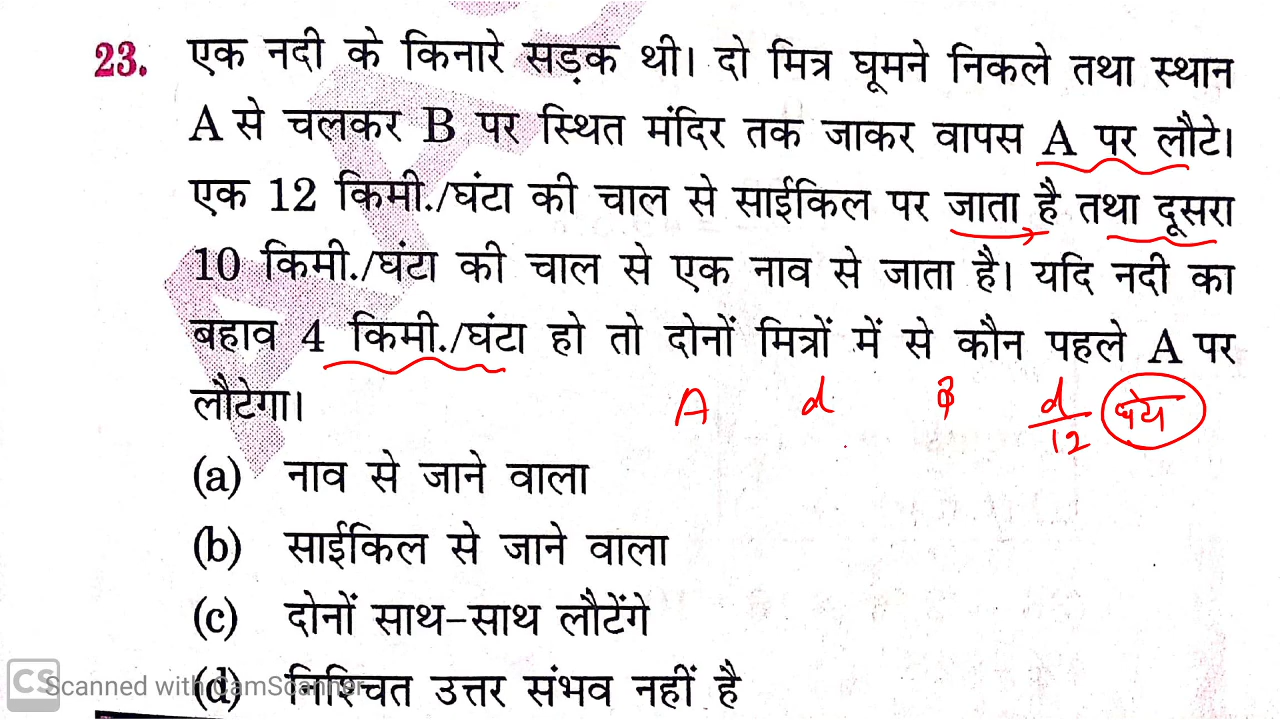 23. एक नदी के किनारे सड़क थी। दो मित्र घूमने निकले तथा स्थान
A से चलकर B पर स्थित मंदिर तक जाकर वापस A पर लौटे।
एक 12 किमी./घंटा की चाल से साईकिल पर जाता है तथा दूसरा
10 किमी./घंटा की चाल से एक नाव से जाता है। यदि नदी का
बहाव 4 किमी./घंटा हो तो दोनों मित्रों में से कौन पहले A पर
लौटेगा।
A d B d/12
(a) नाव से जाने वाला
(b) साईकिल से जाने वाला
(c) दोनों साथ-साथ लौटेंगे
(d) निश्चित उत्तर संभव नहीं है
CS Scanned with CamScanner